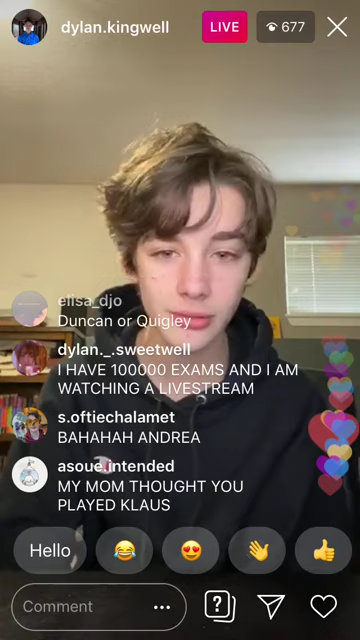 dylan.kingwell
LIVE
677
elisa_djo
Duncan or Quigley
dylan._.sweetwell
I HAVE 100000 EXAMS AND I AM
WATCHING A LIVESTREAM
s.oftiechalamet
BAHAHAH ANDREA
asoue.intended
MY MOM THOUGHT YOU
PLAYED KLAUS
Hello
Comment